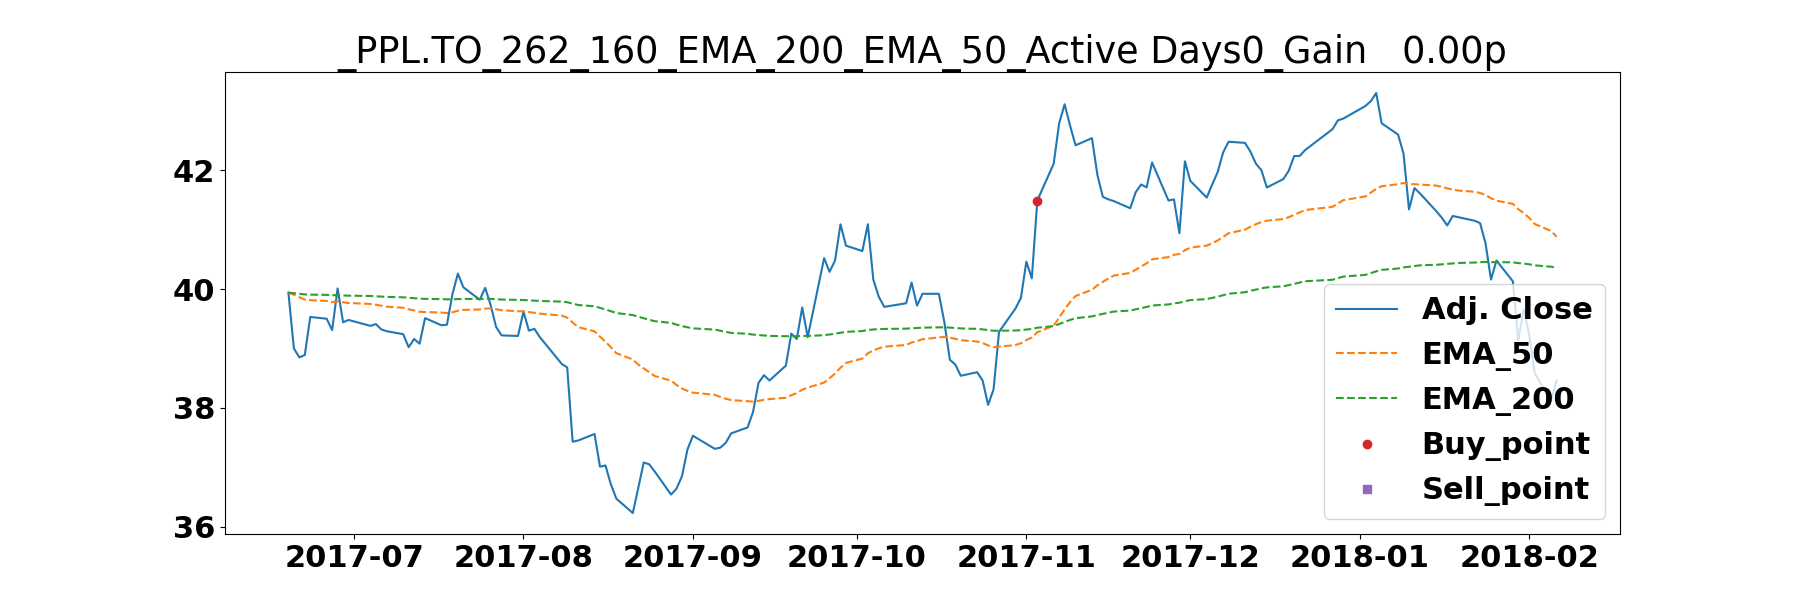 _PPL.TO_262_160_EMA_200_EMA_50_Active Days0_Gain   0.00p
42
40
38
36
Adj. Close
EMA_50
EMA_200
Buy_point
Sell_point
2017-07 2017-08 2017-09 2017-10 2017-11 2017-12 2018-01 2018-02